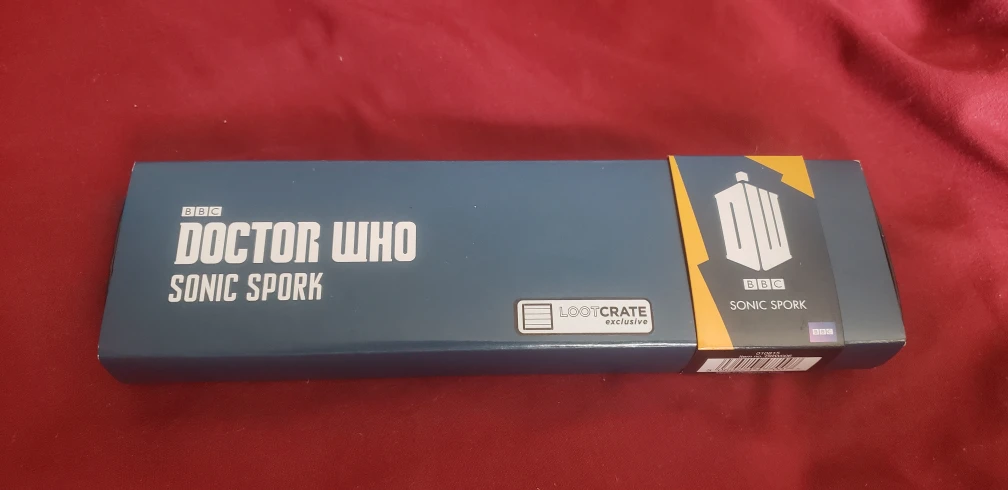 BBC
DOCTOR WHO
SONIC SPORK
LOOTCRATE
exclusive
DW
BBC
SONIC SPORK
BBC